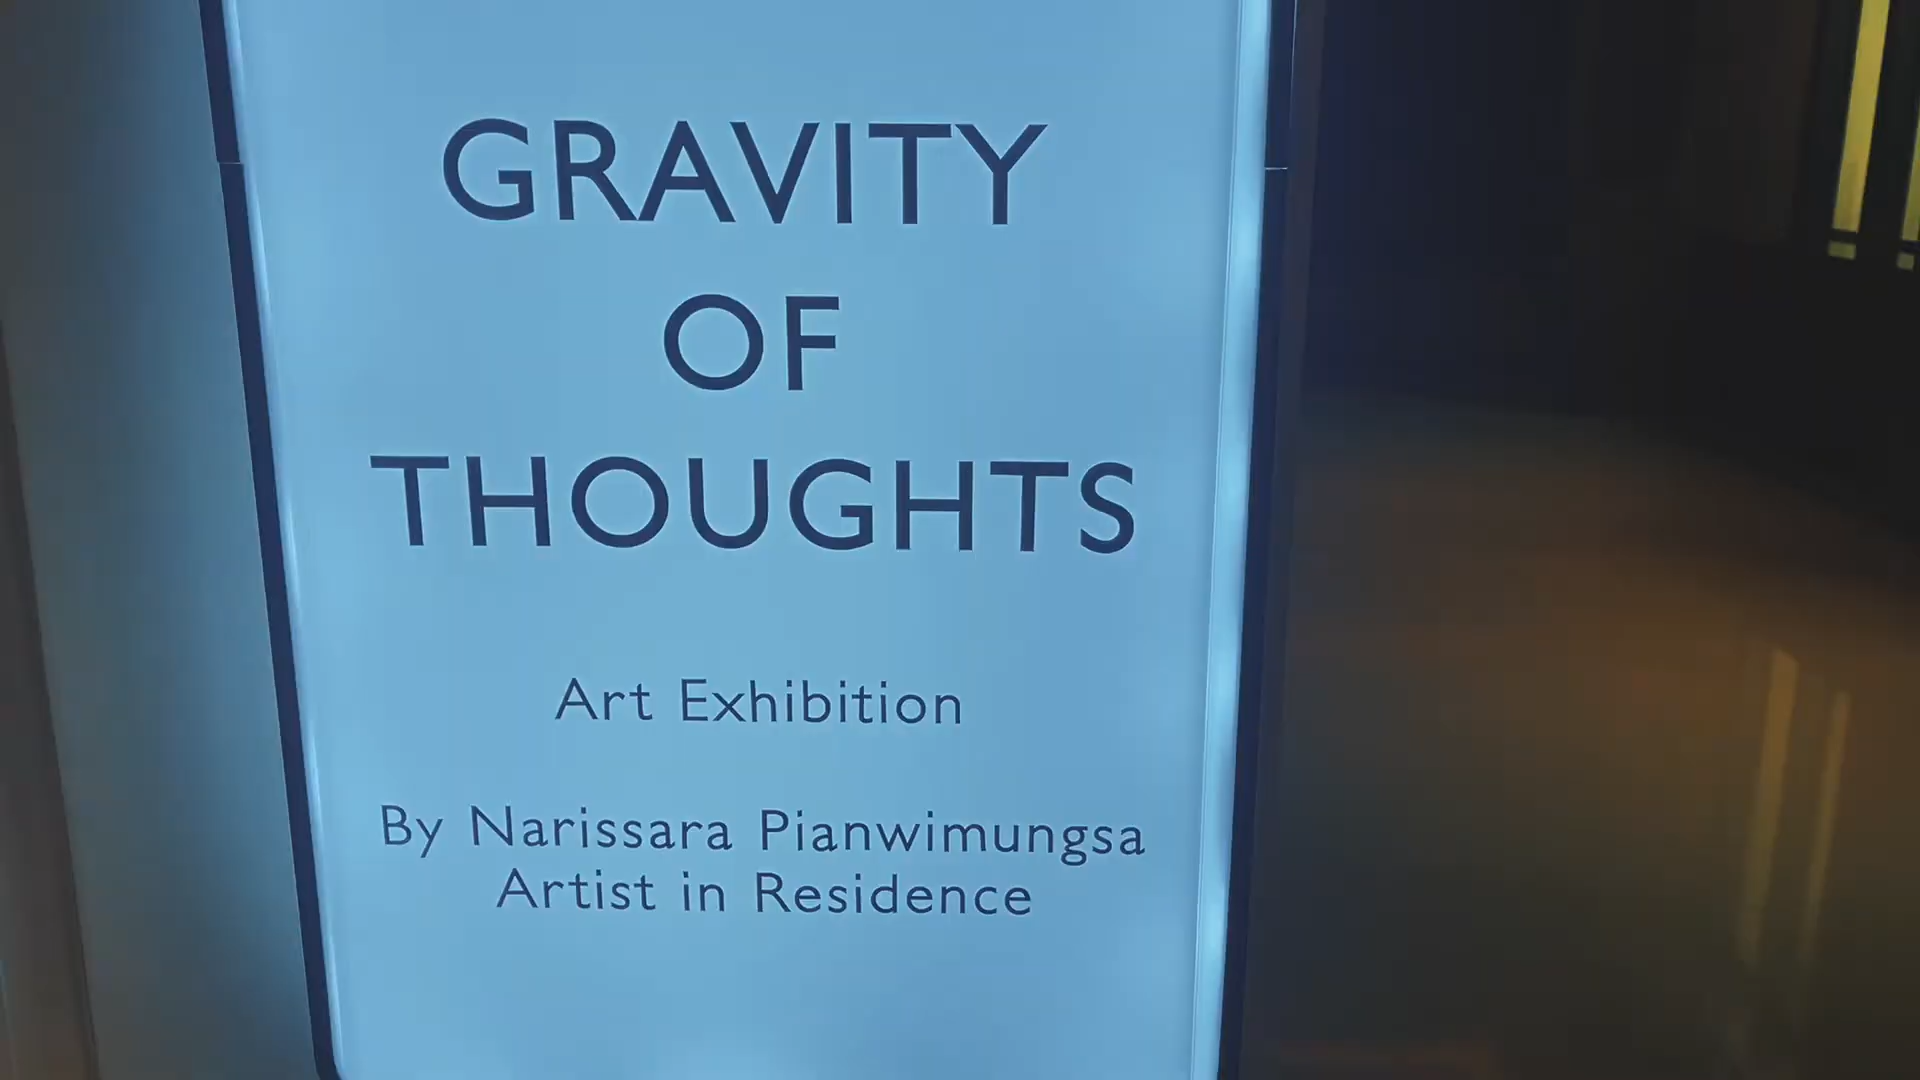 GRAVITY
OF
THOUGHTS
Art Exhibition
By Narissara Pianwimungsa
Artist in Residence